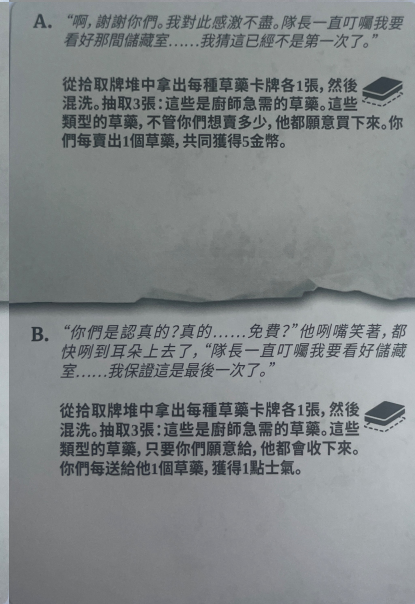 A. “啊，謝謝你們。我對此感激不盡。隊長一直叮囑我要
看好那間儲藏室……我猜這已經不是第一次了。”
從拾取牌堆中拿出每種草藥卡牌各1張，然後
混洗。抽取3張：這些是廚師急需的草藥。這些
類型的草藥，不管你們想賣多少，他都願意買下來。你
們每賣出1個草藥，共同獲得5金幣。
B. “你們是認真的？真的……免費？”他咧嘴笑著，都
快咧到耳朵上去了，“隊長一直叮囑我要看好儲藏
室……我保證這是最後一次了。”
從拾取牌堆中拿出每種草藥卡牌各1張，然後
混洗。抽取3張：這些是廚師急需的草藥。這些
類型的草藥，只要你們願意給，他都會收下來。
你們每送給他1個草藥，獲得1點士氣。